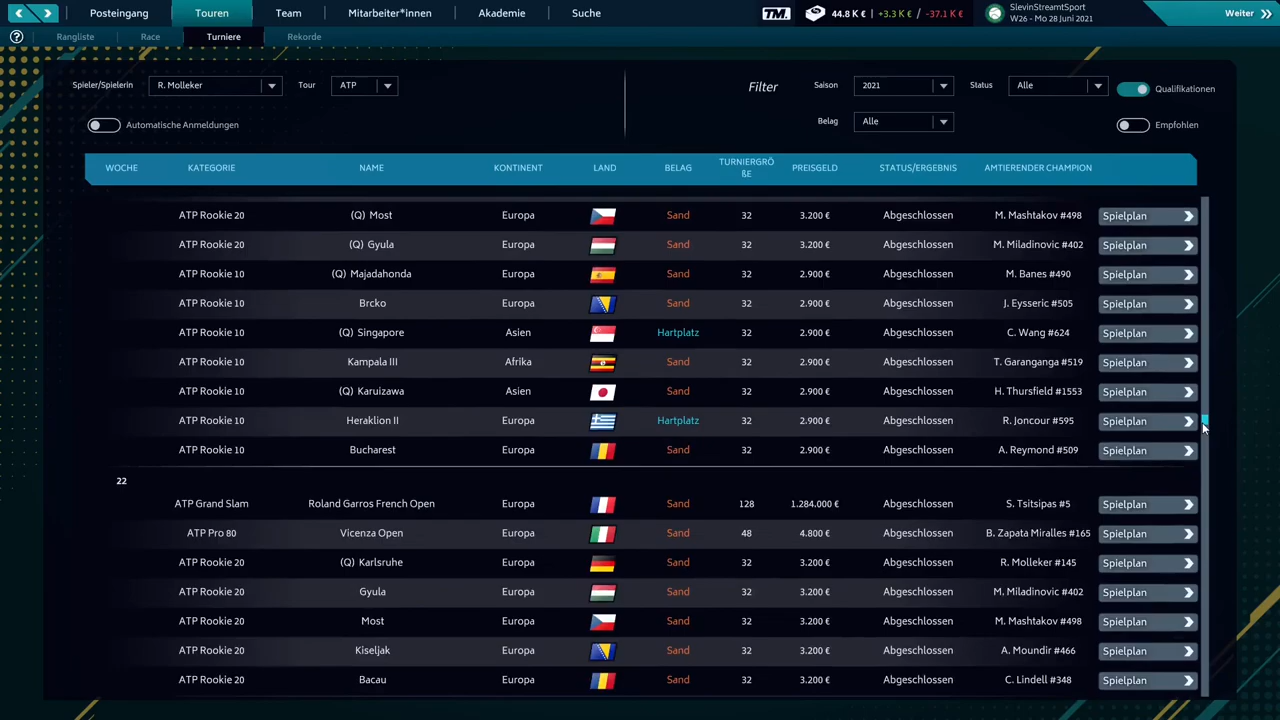 Posteingang Touren Team Mitarbeiter*innen Akademie Suche TM. 44.8 K € / +3.3 K € / -37.1 K € SlevinStreamSport Weiter
W26 - Mo 28 Juni 2021
Rangliste Race Turniere Rekorde
Spieler/Spielerin R. Molleker Tour ATP Filter Saison 2021 Status Alle Qualifikationen
Automatische Anmeldungen Belag Alle Empfohlen
WOCHE KATEGORIE NAME KONTINENT LAND BELAG TURNIERGRÖ PREISGELD STATUS/ERGEBNIS AMTIERENDER CHAMPION
ßE
ATP Rookie 20 (Q) Most Europa Sand 32 3.200 € Abgeschlossen M. Mashtakov #498 Spielplan
ATP Rookie 20 (Q) Gyula Europa Sand 32 3.200 € Abgeschlossen M. Miladinovic #402 Spielplan
ATP Rookie 10 (Q) Majadahonda Europa Sand 32 2.900 € Abgeschlossen M. Banes #490 Spielplan
ATP Rookie 10 Brcko Europa Sand 32 2.900 € Abgeschlossen J. Eysseric #505 Spielplan
ATP Rookie 10 (Q) Singapore Asien Hartplatz 32 2.900 € Abgeschlossen C. Wang #624 Spielplan
ATP Rookie 10 Kampala III Afrika Sand 32 2.900 € Abgeschlossen T. Garanganga #519 Spielplan
ATP Rookie 10 (Q) Karuizawa Asien Sand 32 2.900 € Abgeschlossen H. Thursfield #1553 Spielplan
ATP Rookie 10 Heraklion II Europa Hartplatz 32 2.900 € Abgeschlossen R. Joncour #595 Spielplan
ATP Rookie 10 Bucharest Europa Sand 32 2.900 € Abgeschlossen A. Reymond #509 Spielplan
22
ATP Grand Slam Roland Garros French Open Europa Sand 128 1.284.000 € Abgeschlossen S. Tsitsipas #5 Spielplan
ATP Pro 80 Vicenza Open Europa Sand 48 4.800 € Abgeschlossen B. Zapata Miralles #165 Spielplan
ATP Rookie 20 (Q) Karlsruhe Europa Sand 32 3.200 € Abgeschlossen R. Molleker #145 Spielplan
ATP Rookie 20 Gyula Europa Sand 32 3.200 € Abgeschlossen M. Miladinovic #402 Spielplan
ATP Rookie 20 Most Europa Sand 32 3.200 € Abgeschlossen M. Mashtakov #498 Spielplan
ATP Rookie 20 Kiseljak Europa Sand 32 3.200 € Abgeschlossen A. Moundir #466 Spielplan
ATP Rookie 20 Bacau Europa Sand 32 3.200 € Abgeschlossen C. Lindell #348 Spielplan